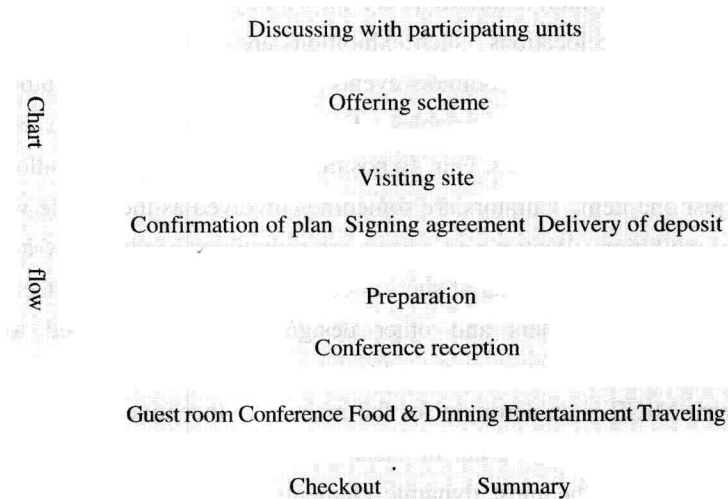 Discussing with participating units
Chart
Offering scheme
Visiting site
Confirmation of plan Signing agreement Delivery of deposit
flow
Preparation
Conference reception
Guest room Conference Food & Dinning Entertainment Traveling
Checkout Summary